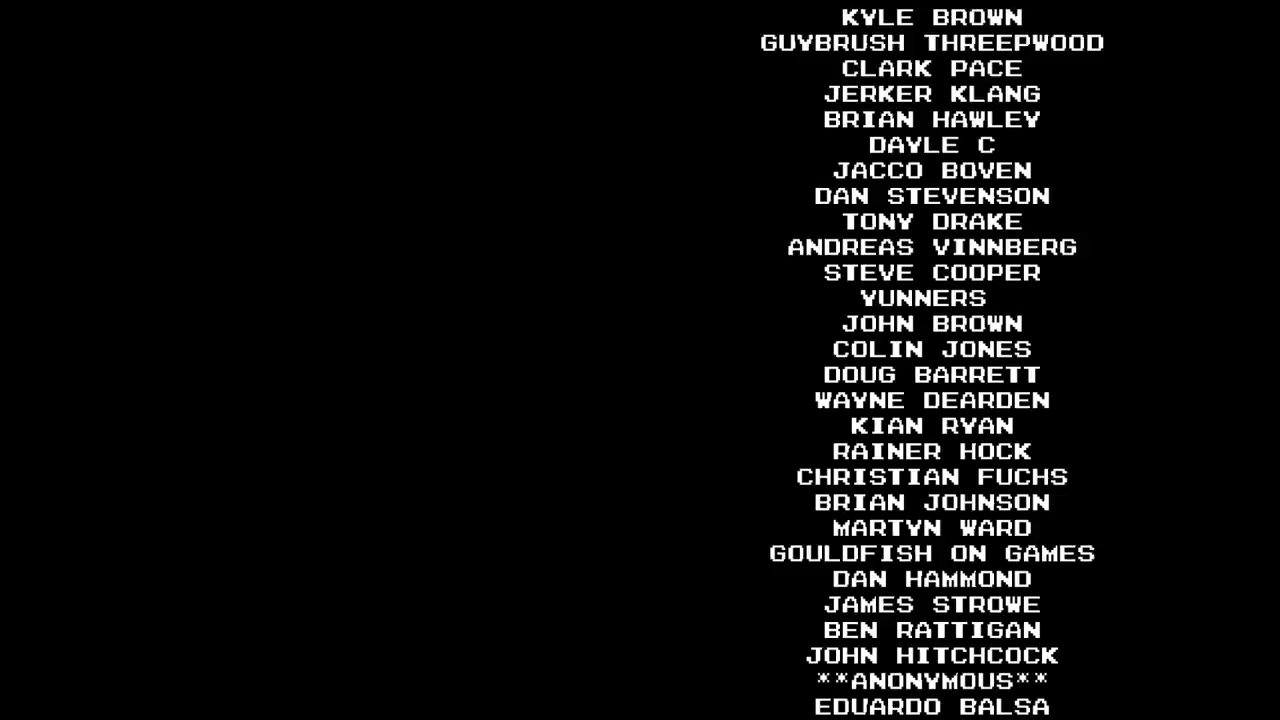 KYLE BROWN
GUYBRUSH THREEPWOOD
CLARK PACE
JERKER KLANG
BRIAN HAWLEY
DAYLE C
JACCO BOVEN
DAN STEVENSON
TONY DRAKE
ANDREAS VINNBERG
STEVE COOPER
YUNNERS
JOHN BROWN
COLIN JONES
DOUG BARRETT
WAYNE DEARDEN
KIAN RYAN
RAINER HOCK
CHRISTIAN FUCHS
BRIAN JOHNSON
MARTYN WARD
GOULDFISH ON GAMES
DAN HAMMOND
JAMES STROWE
BEN RATTIGAN
JOHN HITCHCOCK
**ANONYMOUS**
EDUARDO BALSA